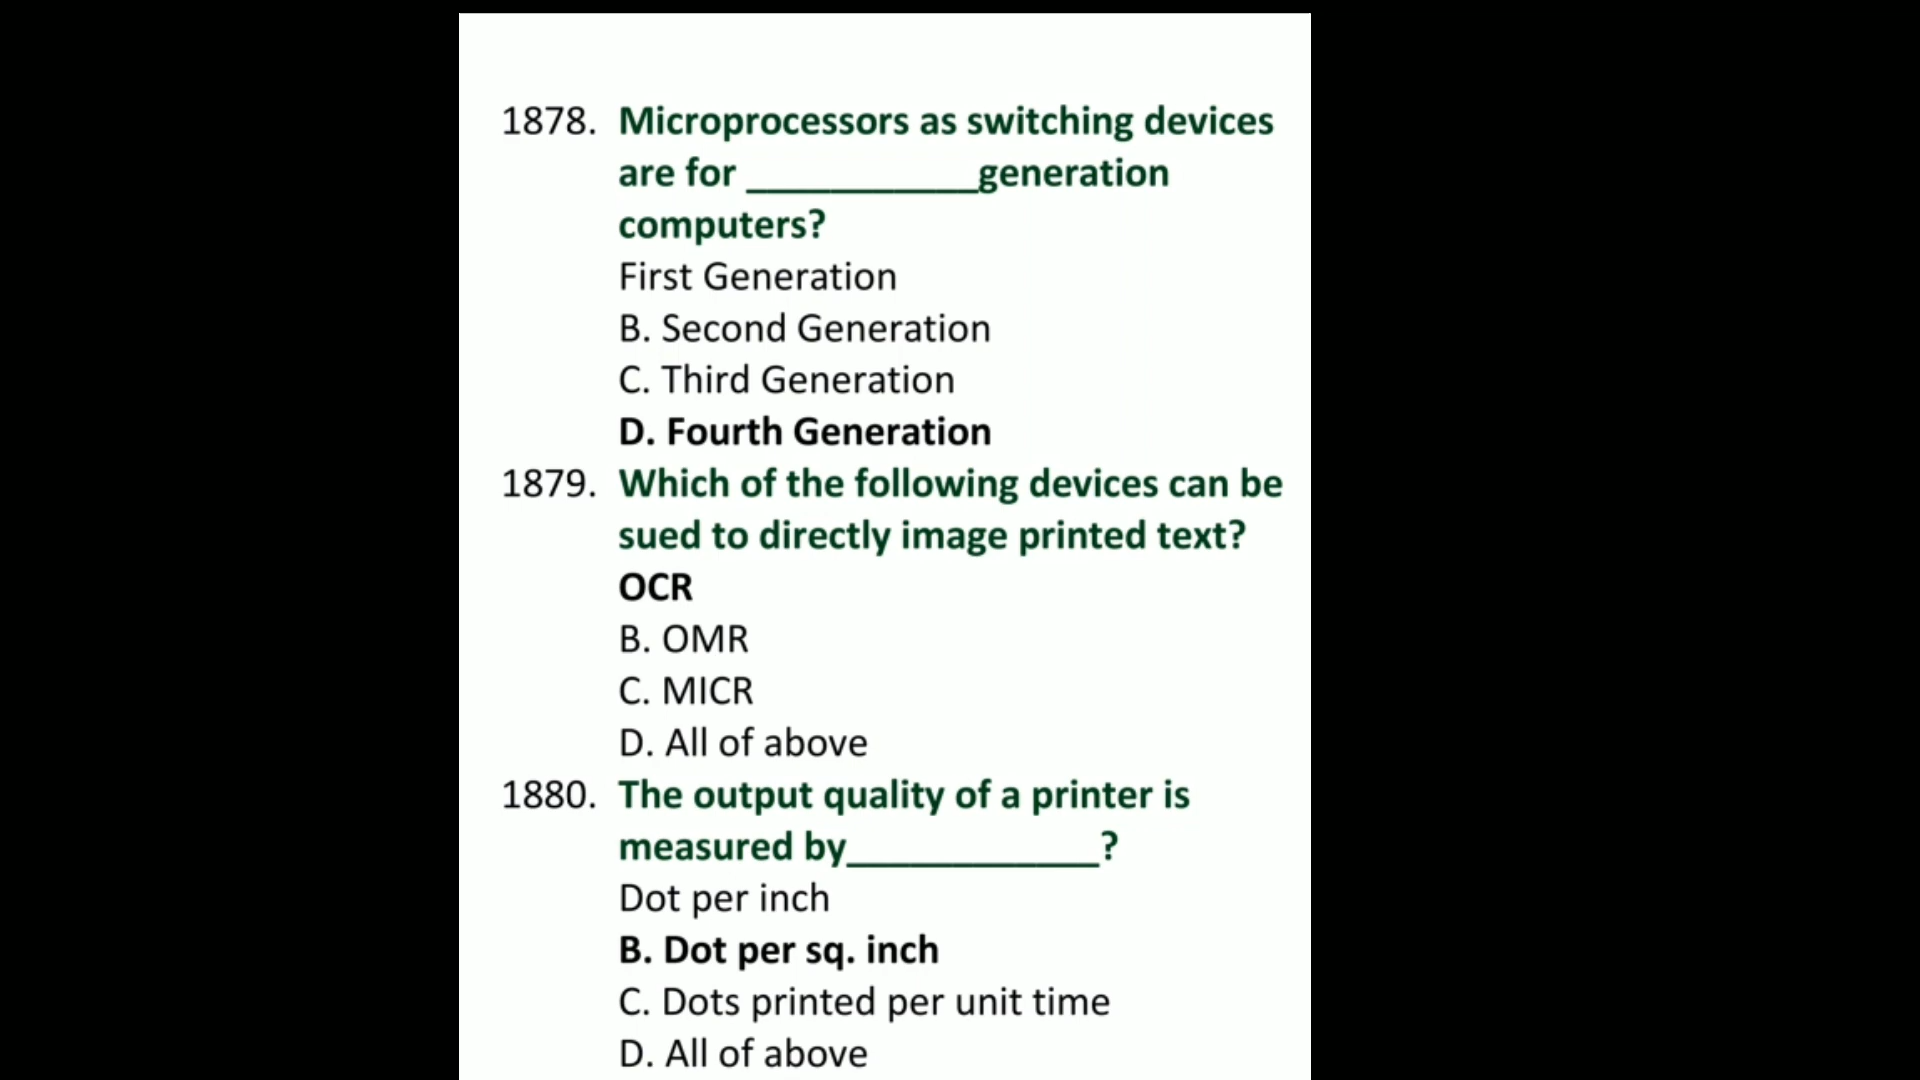 1878. Microprocessors as switching devices
are for ___________generation
computers?
First Generation
B. Second Generation
C. Third Generation
D. Fourth Generation
1879. Which of the following devices can be
sued to directly image printed text?
OCR
B. OMR
C. MICR
D. All of above
1880. The output quality of a printer is
measured by____________?
Dot per inch
B. Dot per sq. inch
C. Dots printed per unit time
D. All of above